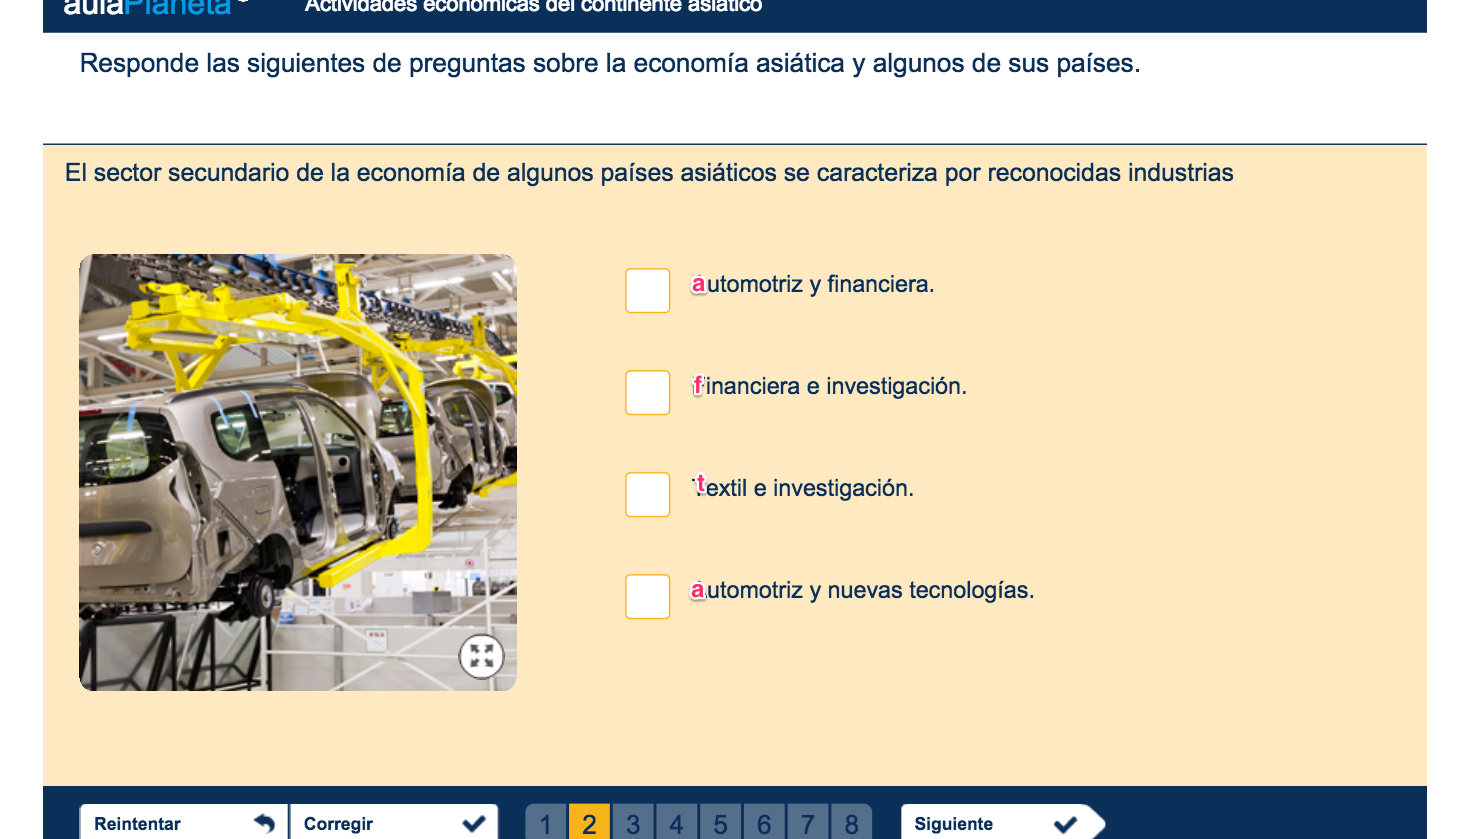 aulaPlaneta
Actividades económicas del continente asiático
Responde las siguientes de preguntas sobre la economía asiática y algunos de sus países.
El sector secundario de la economía de algunos países asiáticos se caracteriza por reconocidas industrias
automotriz y financiera.
financiera e investigación.
textil e investigación.
automotriz y nuevas tecnologías.
Reintentar
Corregir
1 2 3 4 5 6 7 8
Siguiente